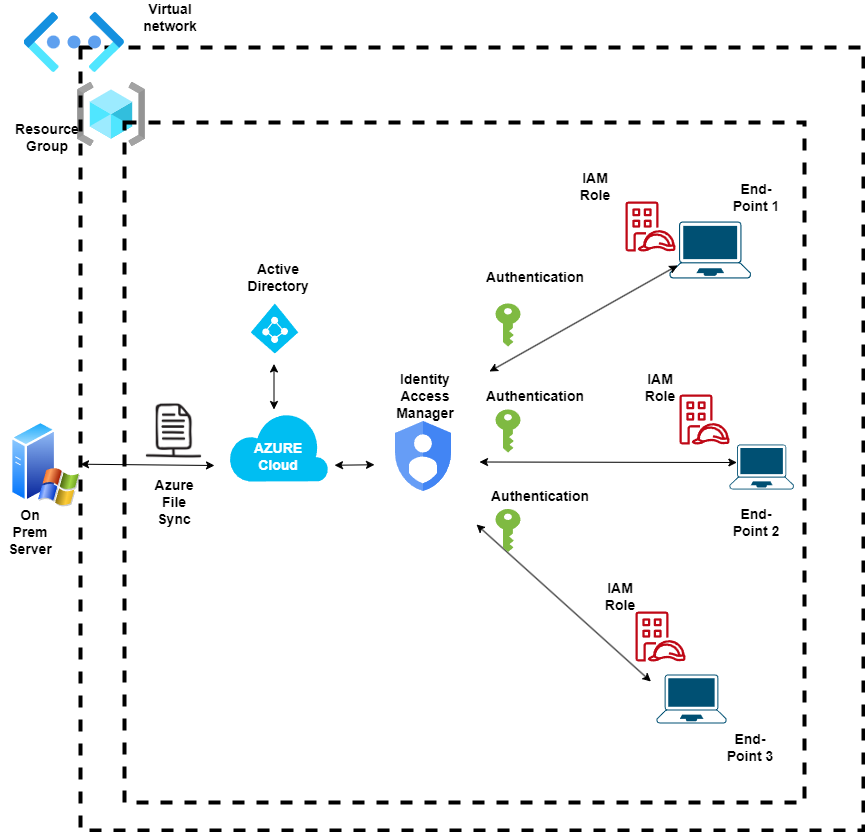 Virtual
network
Resource
Group
IAM
Role
End-
Point 1
Active
Directory
Authentication
Identity
Access
Manager
Authentication
IAM
Role
AZURE
Cloud
Azure
File
Sync
On
Prem
Server
Authentication
End-
Point 2
IAM
Role
End-
Point 3